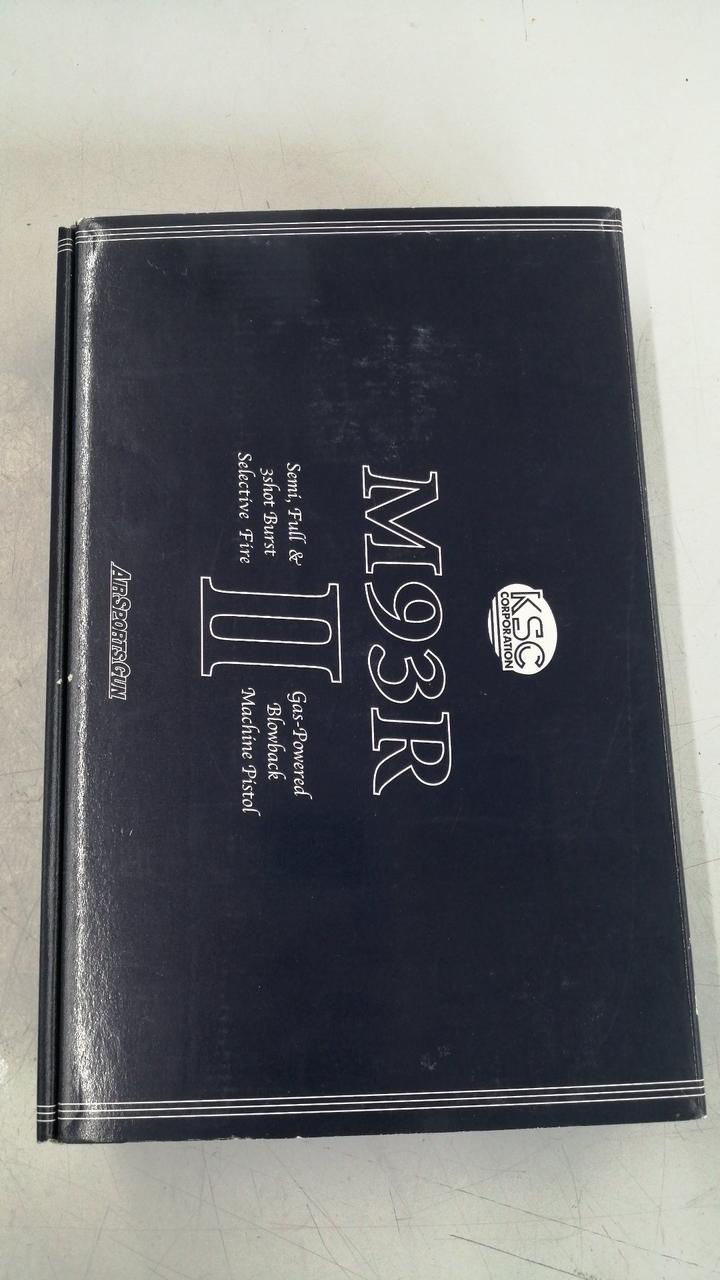 KSC
CORPORATION
M93R
II
Semi, Full &
3shot Burst
Selective Fire
Gas-Powered
Blowback
Machine Pistol
AIRSPORTSGUN